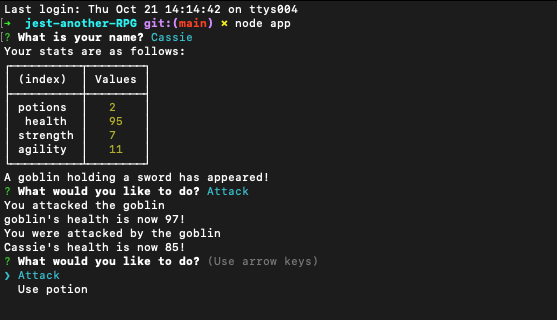 Last login: Thu Oct 21 14:14:42 on ttys004
[➜  jest-another-RPG git:(main) ✖ node app
[? What is your name? Cassie
Your stats are as follows:
(index) Values
potions 2
health 95
strength 7
agility 11
A goblin holding a sword has appeared!
? What would you like to do? Attack
You attacked the goblin
goblin's health is now 97!
You were attacked by the goblin
Cassie's health is now 85!
? What would you like to do? (Use arrow keys)
❯ Attack
Use potion